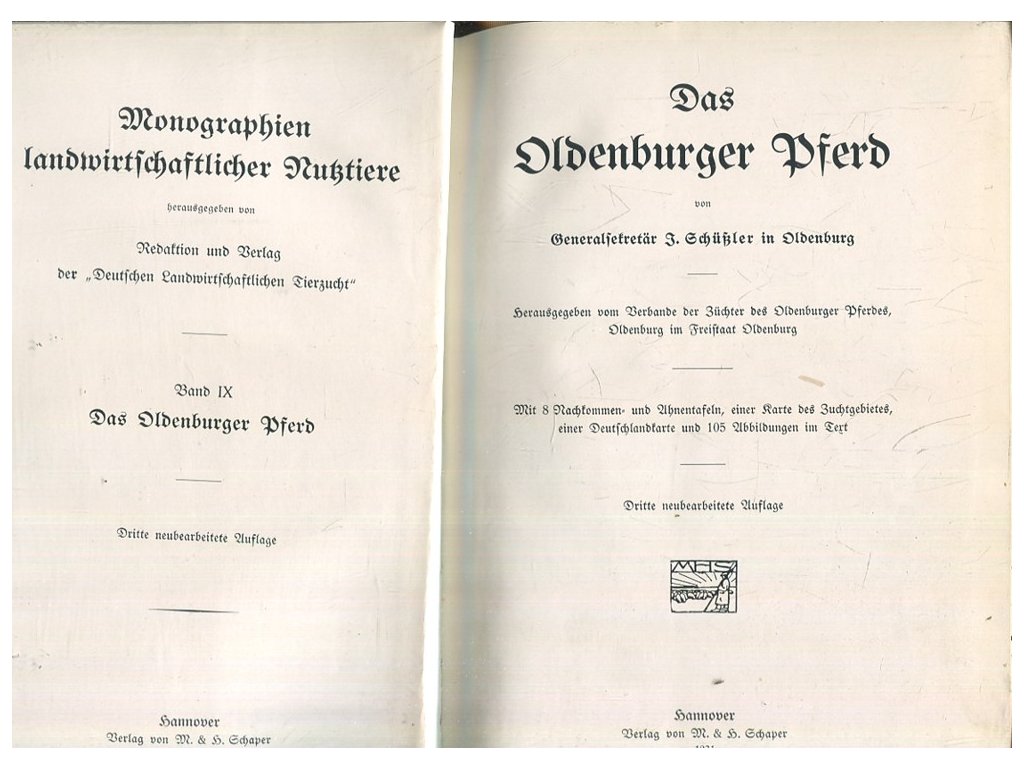 Monographien
landwirtschaftlicher Nutztiere
herausgegeben von
Redaktion und Verlag
der „Deutschen Landwirtschaftlichen Tierzucht“
Band IX
Das Oldenburger Pferd
Dritte neubearbeitete Auflage
Hannover
Verlag von M. & H. Schaper
Das
Oldenburger Pferd
von
Generalsekretär J. Schüßler in Oldenburg
Herausgegeben vom Verbande der Züchter des Oldenburger Pferdes,
Oldenburg im Freistaat Oldenburg
Mit 8 Nachkommen- und Ahnentafeln, einer Karte des Zuchtgebietes,
einer Deutschlandkarte und 105 Abbildungen im Text
Dritte neubearbeitete Auflage
MHS
Hannover
Verlag von M. & H. Schaper